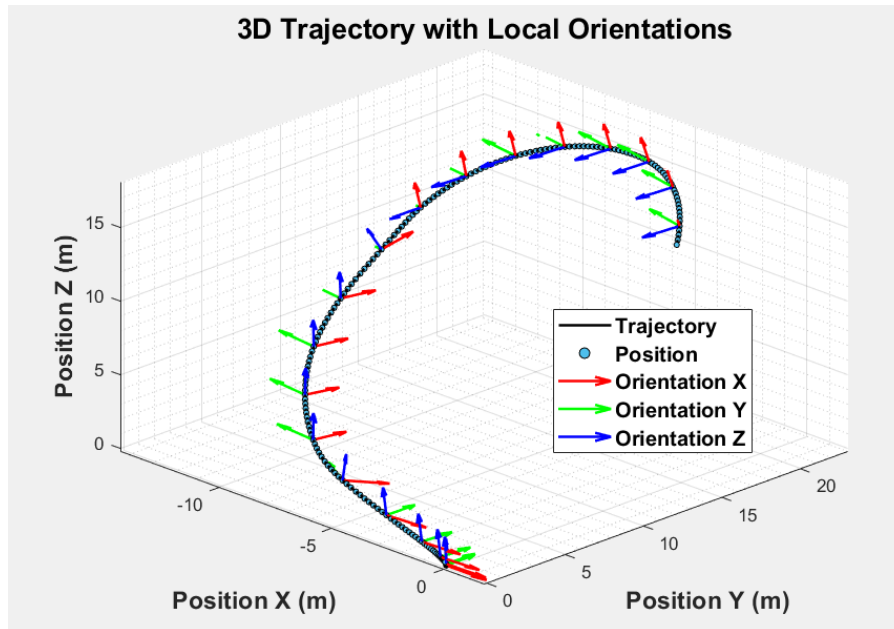 3D Trajectory with Local Orientations
15
10
5
0
Position Z (m)
-10
-5
0
Position X (m)
0
5
10
15
20
Position Y (m)
Trajectory
Position
Orientation X
Orientation Y
Orientation Z